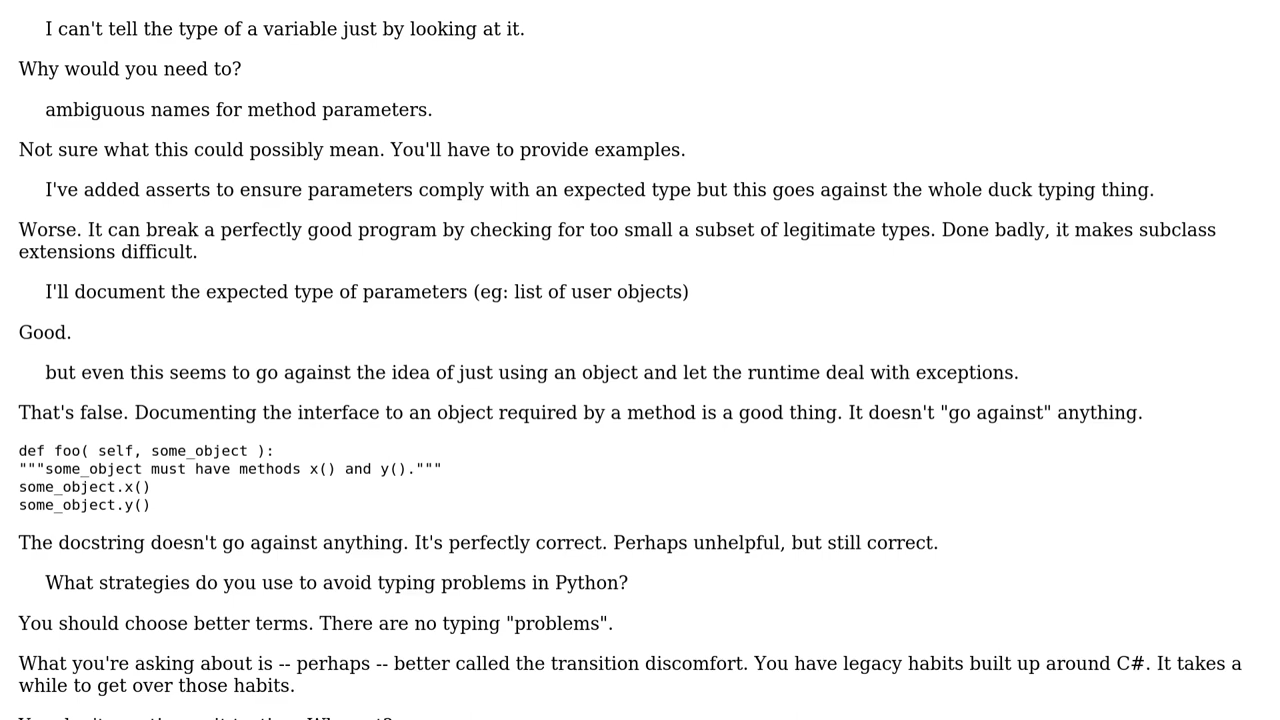 I can't tell the type of a variable just by looking at it.
Why would you need to?
ambiguous names for method parameters.
Not sure what this could possibly mean. You'll have to provide examples.
I've added asserts to ensure parameters comply with an expected type but this goes against the whole duck typing thing.
Worse. It can break a perfectly good program by checking for too small a subset of legitimate types. Done badly, it makes subclass
extensions difficult.
I'll document the expected type of parameters (eg: list of user objects)
Good.
but even this seems to go against the idea of just using an object and let the runtime deal with exceptions.
That's false. Documenting the interface to an object required by a method is a good thing. It doesn't "go against" anything.
def foo( self, some_object ):
"""some_object must have methods x() and y()."""
some_object.x()
some_object.y()
The docstring doesn't go against anything. It's perfectly correct. Perhaps unhelpful, but still correct.
What strategies do you use to avoid typing problems in Python?
You should choose better terms. There are no typing "problems".
What you're asking about is -- perhaps -- better called the transition discomfort. You have legacy habits built up around C#. It takes a
while to get over those habits.